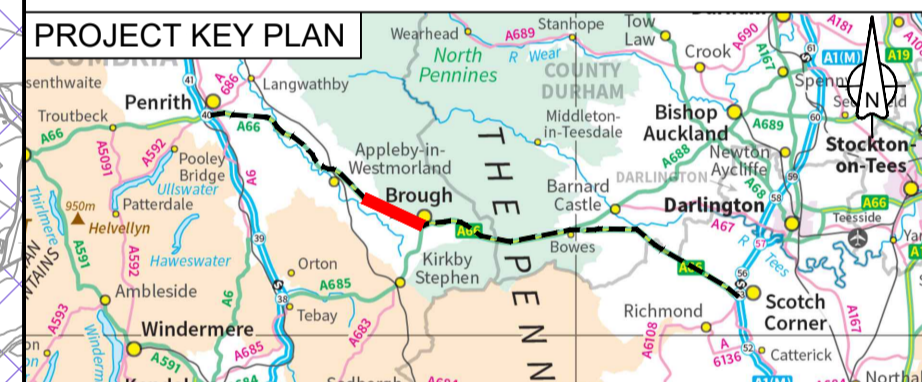 PROJECT KEY PLAN
CUMBRIA
Wearhead
A689
Stanhope
Tow
Law
A690
A181
A1(M)
A19
61
North
Pennines
R Wear
Crook
A167
COUNTY
DURHAM
senthwaite
41
A
686
Langwathby
Penrith
40
A66
Troutbeck
A66
A5091
A592
Pooley
Bridge
Ullswater
A6
Middleton-
in-Teesdale
Bishop
Auckland
A689
60
N
Stockton-
on-Tees
Appleby-in-
Westmorland
THE
A688
Newton
Aycliffe
59
DARLINGTON
A68
Barnard
Castle
58
A66
Brough
Darlington
Thirlmere
950m
Helvellyn
Patterdale
A66
A67
Teesside
57
R Tees
Bowes
A591
A592
Haweswater
39
Orton
Kirkby
Stephen
PENN
A66
56
Scotch
Corner
A167
Ambleside
A6
38
A685
Tebay
Richmond
A593
Windermere
A683
A6108
A
6136
52
Catterick
A591
A685